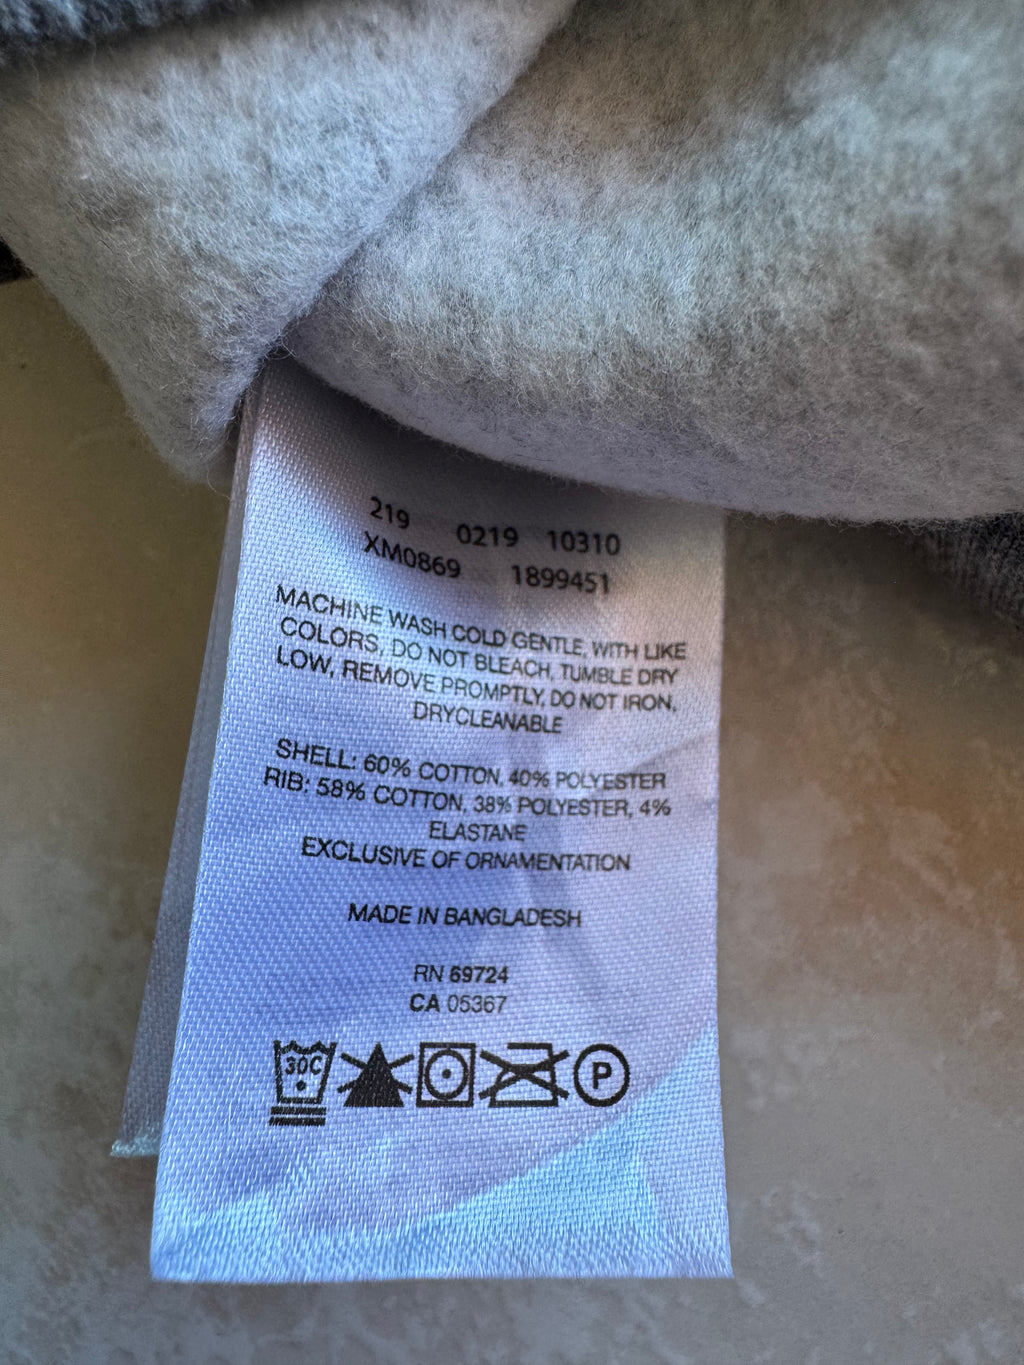 219 0219 10310
XM0869 1899451
MACHINE WASH COLD GENTLE, WITH LIKE
COLORS, DO NOT BLEACH, TUMBLE DRY
LOW, REMOVE PROMPTLY, DO NOT IRON,
DRYCLEANABLE
SHELL: 60% COTTON, 40% POLYESTER
RIB: 58% COTTON, 38% POLYESTER, 4%
ELASTANE
EXCLUSIVE OF ORNAMENTATION
MADE IN BANGLADESH
RN 69724
CA 05367
30C P